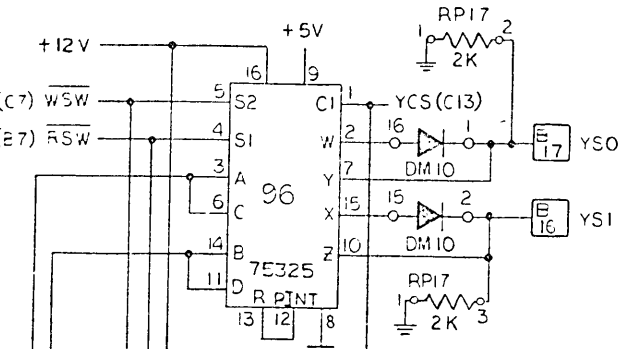 RP17
1 2
2K
+12V +5V
16 9
(C7) WSW 5 S2 C1 1 YCS(C13)
(E7) RSW 4 S1 W 2 16 1 E 17 YS0
3 A Y 7 DM10
6 C 96 X 15 15 2 E 16 YS1
14 B Z 10 DM10
75325
11 D
R PINT
13 12 8
RP17
1 3
2K